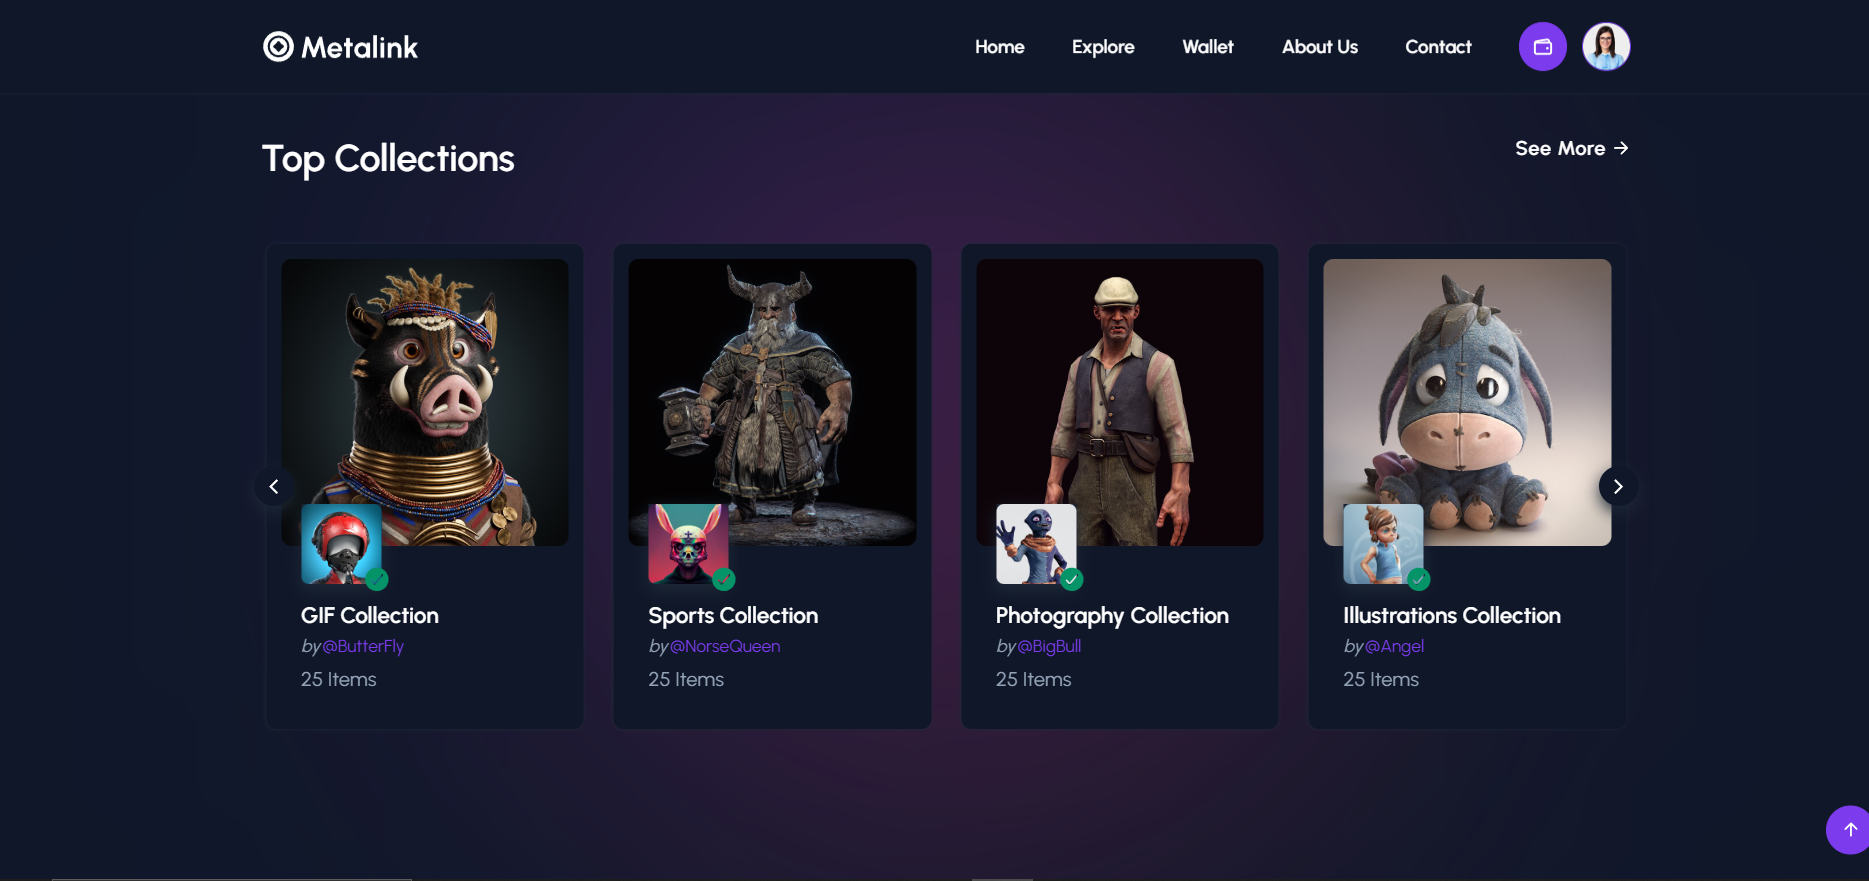 Metalink
Home Explore Wallet About Us Contact
Top Collections
See More
GIF Collection
by @ButterFly
25 Items
Sports Collection
by @NorseQueen
25 Items
Photography Collection
by @BigBull
25 Items
Illustrations Collection
by @Angel
25 Items